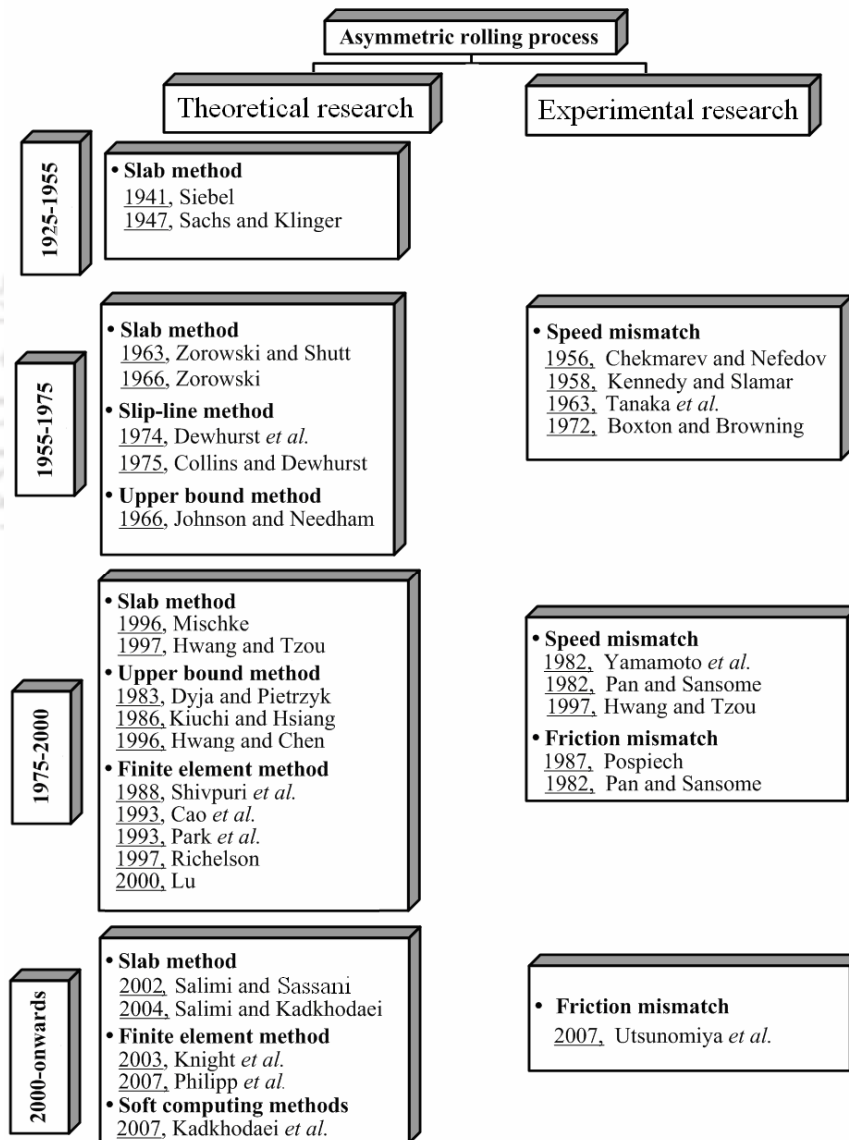 Asymmetric rolling process
Theoretical research
Experimental research
1925-1955
• Slab method
1941, Siebel
1947, Sachs and Klinger
1955-1975
• Slab method
1963, Zorowski and Shutt
1966, Zorowski
• Slip-line method
1974, Dewhurst et al.
1975, Collins and Dewhurst
• Upper bound method
1966, Johnson and Needham
• Speed mismatch
1956, Chekmarev and Nefedov
1958, Kennedy and Slamar
1963, Tanaka et al.
1972, Boxton and Browning
1975-2000
• Slab method
1996, Mischke
1997, Hwang and Tzou
• Upper bound method
1983, Dyja and Pietrzyk
1986, Kiuchi and Hsiang
1996, Hwang and Chen
• Finite element method
1988, Shivpuri et al.
1993, Cao et al.
1993, Park et al.
1997, Richelson
2000, Lu
• Speed mismatch
1982, Yamamoto et al.
1982, Pan and Sansome
1997, Hwang and Tzou
• Friction mismatch
1987, Pospiech
1982, Pan and Sansome
2000-onwards
• Slab method
2002, Salimi and Sassani
2004, Salimi and Kadkhodaei
• Finite element method
2003, Knight et al.
2007, Philipp et al.
• Soft computing methods
2007, Kadkhodaei et al.
• Friction mismatch
2007, Utsunomiya et al.